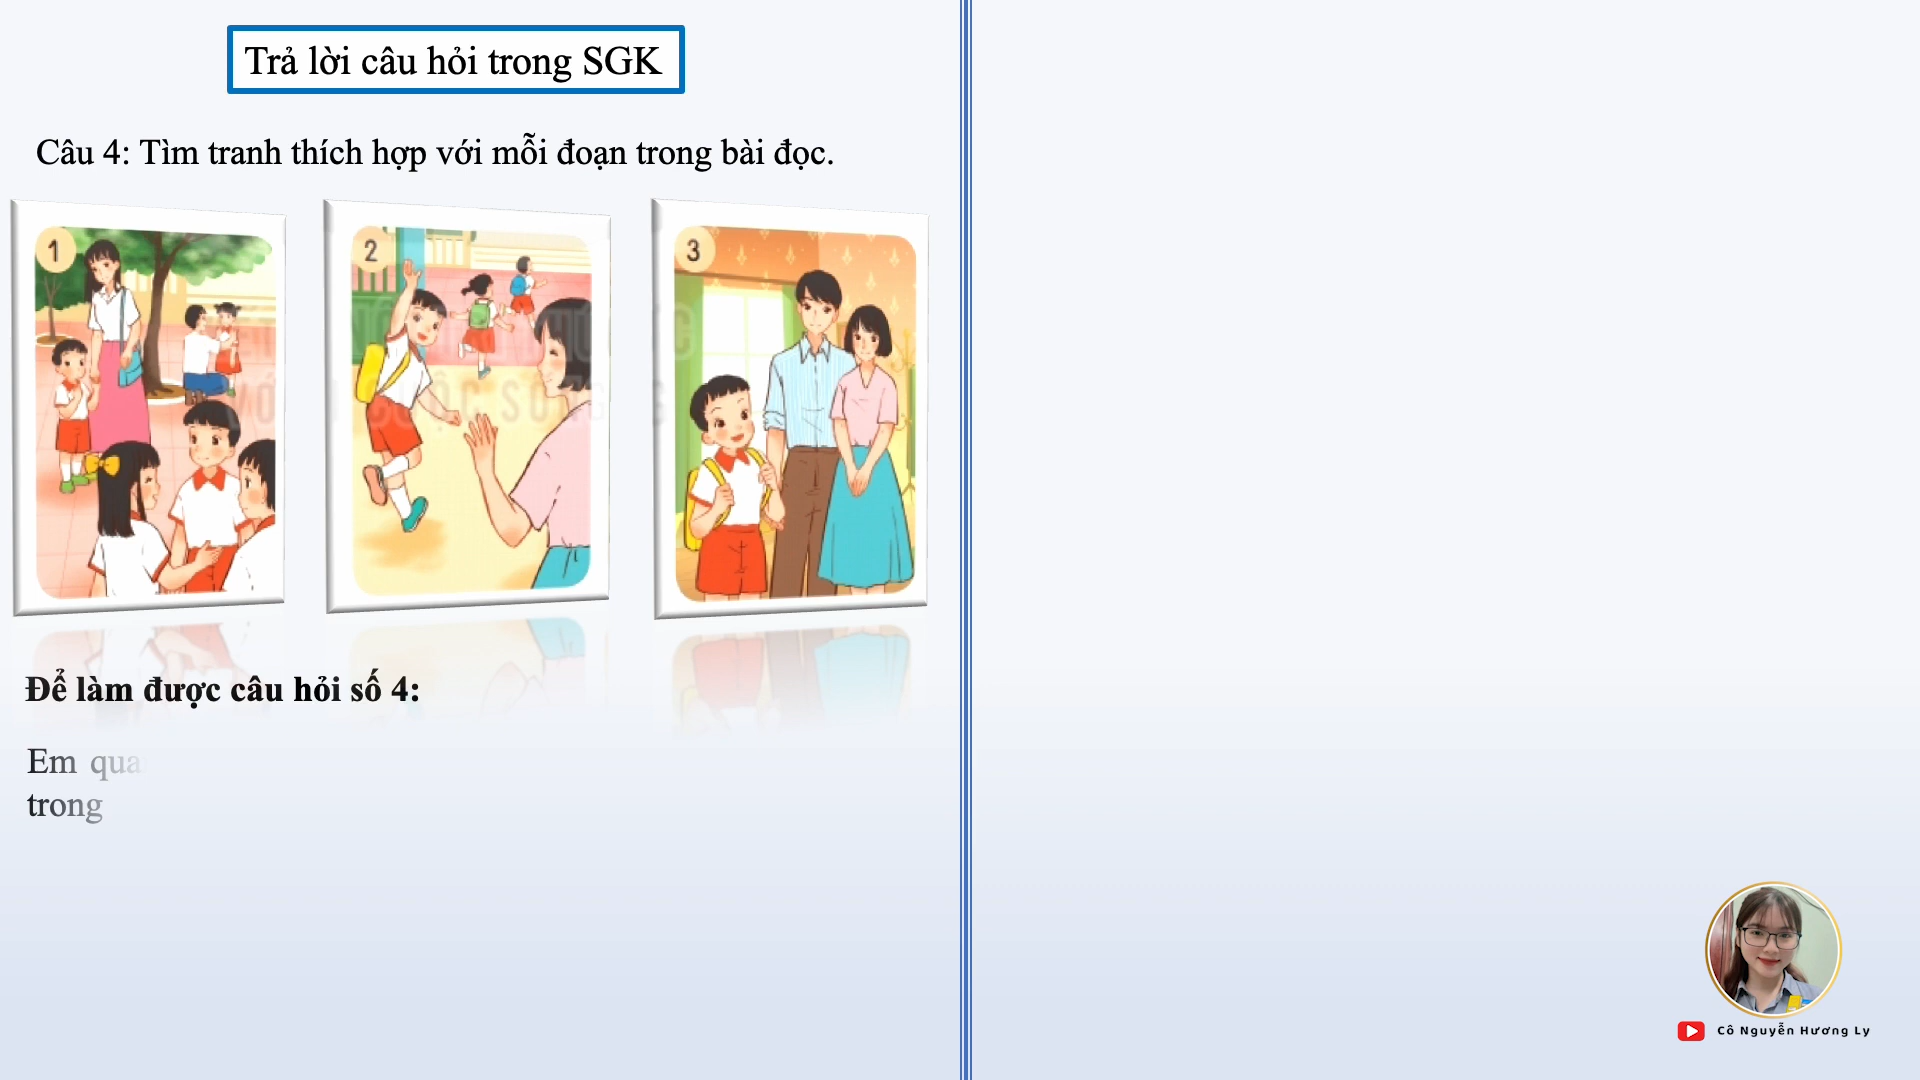 Trả lời câu hỏi trong SGK
Câu 4: Tìm tranh thích hợp với mỗi đoạn trong bài đọc.
1
2
3
Để làm được câu hỏi số 4:
Em qua
trong
Cô Nguyễn Hương Ly